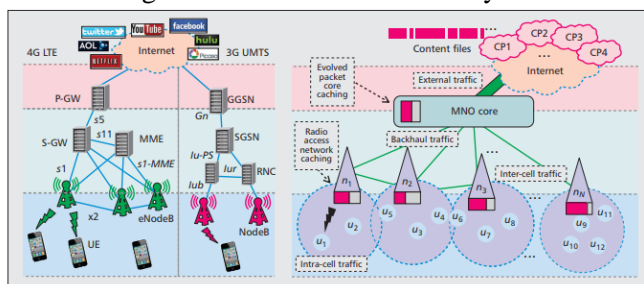 twitter
YouTube
facebook
AOL
hulu
NETFLIX
Picasa
4G LTE
Internet
3G UMTS
P-GW
GGSN
s5
Gn
S-GW
s11
MME
SGSN
s1
s1-MME
Iu-PS
Iur
RNC
Iub
x2
eNodeB
NodeB
UE
Content files
CP1
CP2
CP3
CP4
...
Internet
Evolved
packet
core
caching
External traffic
MNO core
Radio
access
network
caching
Backhaul traffic
Inter-cell traffic
...
n1
n2
n3
nN
u1
u2
u3
u4
u6
u7
u8
u9
u10
u11
u12
...
Intra-cell traffic